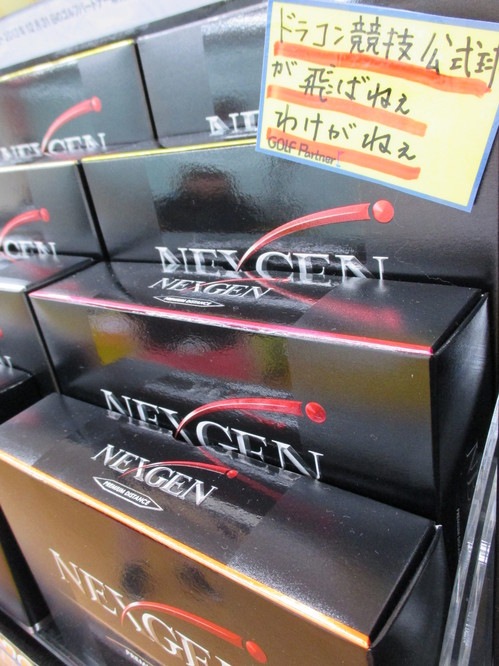 ドラコン競技公式球
が飛ばねぇ
わけがねぇ
GOLF Partner
NEXGEN
NEXGEN
NEXGEN
NEXGEN
PREMIUM DISTANCE
NEXGEN
NEXGEN
PREMIUM DISTANCE
NEXGEN